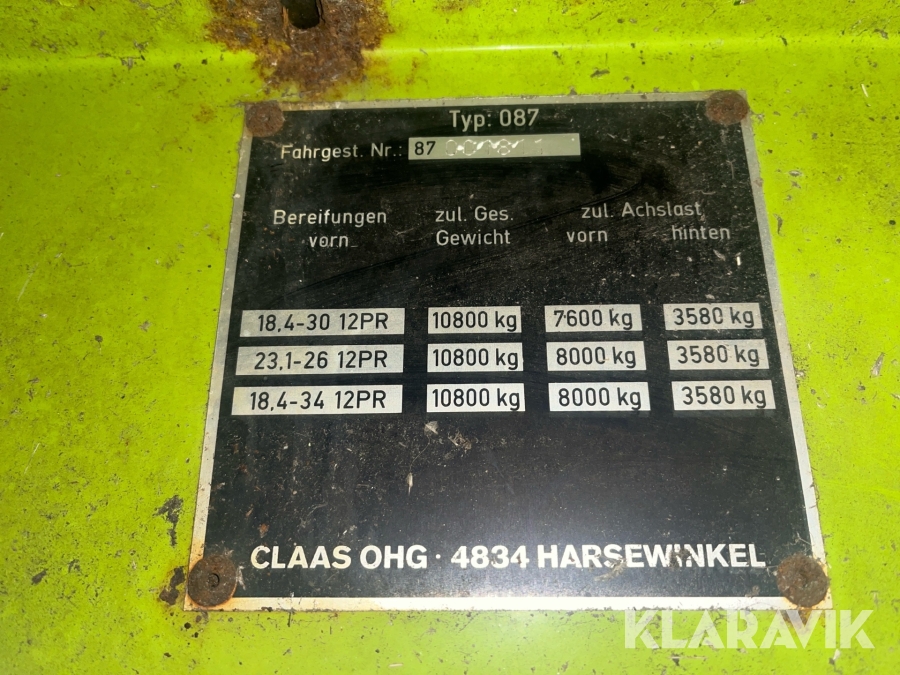 Typ: 087
Fahrgest. Nr.: 87
Bereifungen zul. Ges. zul. Achslast
vorn Gewicht vorn hinten
18,4-30 12PR 10800 kg 7600 kg 3580 kg
23,1-26 12PR 10800 kg 8000 kg 3580 kg
18,4-34 12PR 10800 kg 8000 kg 3580 kg
CLAAS OHG · 4834 HARSEWINKEL
KLARAVIK